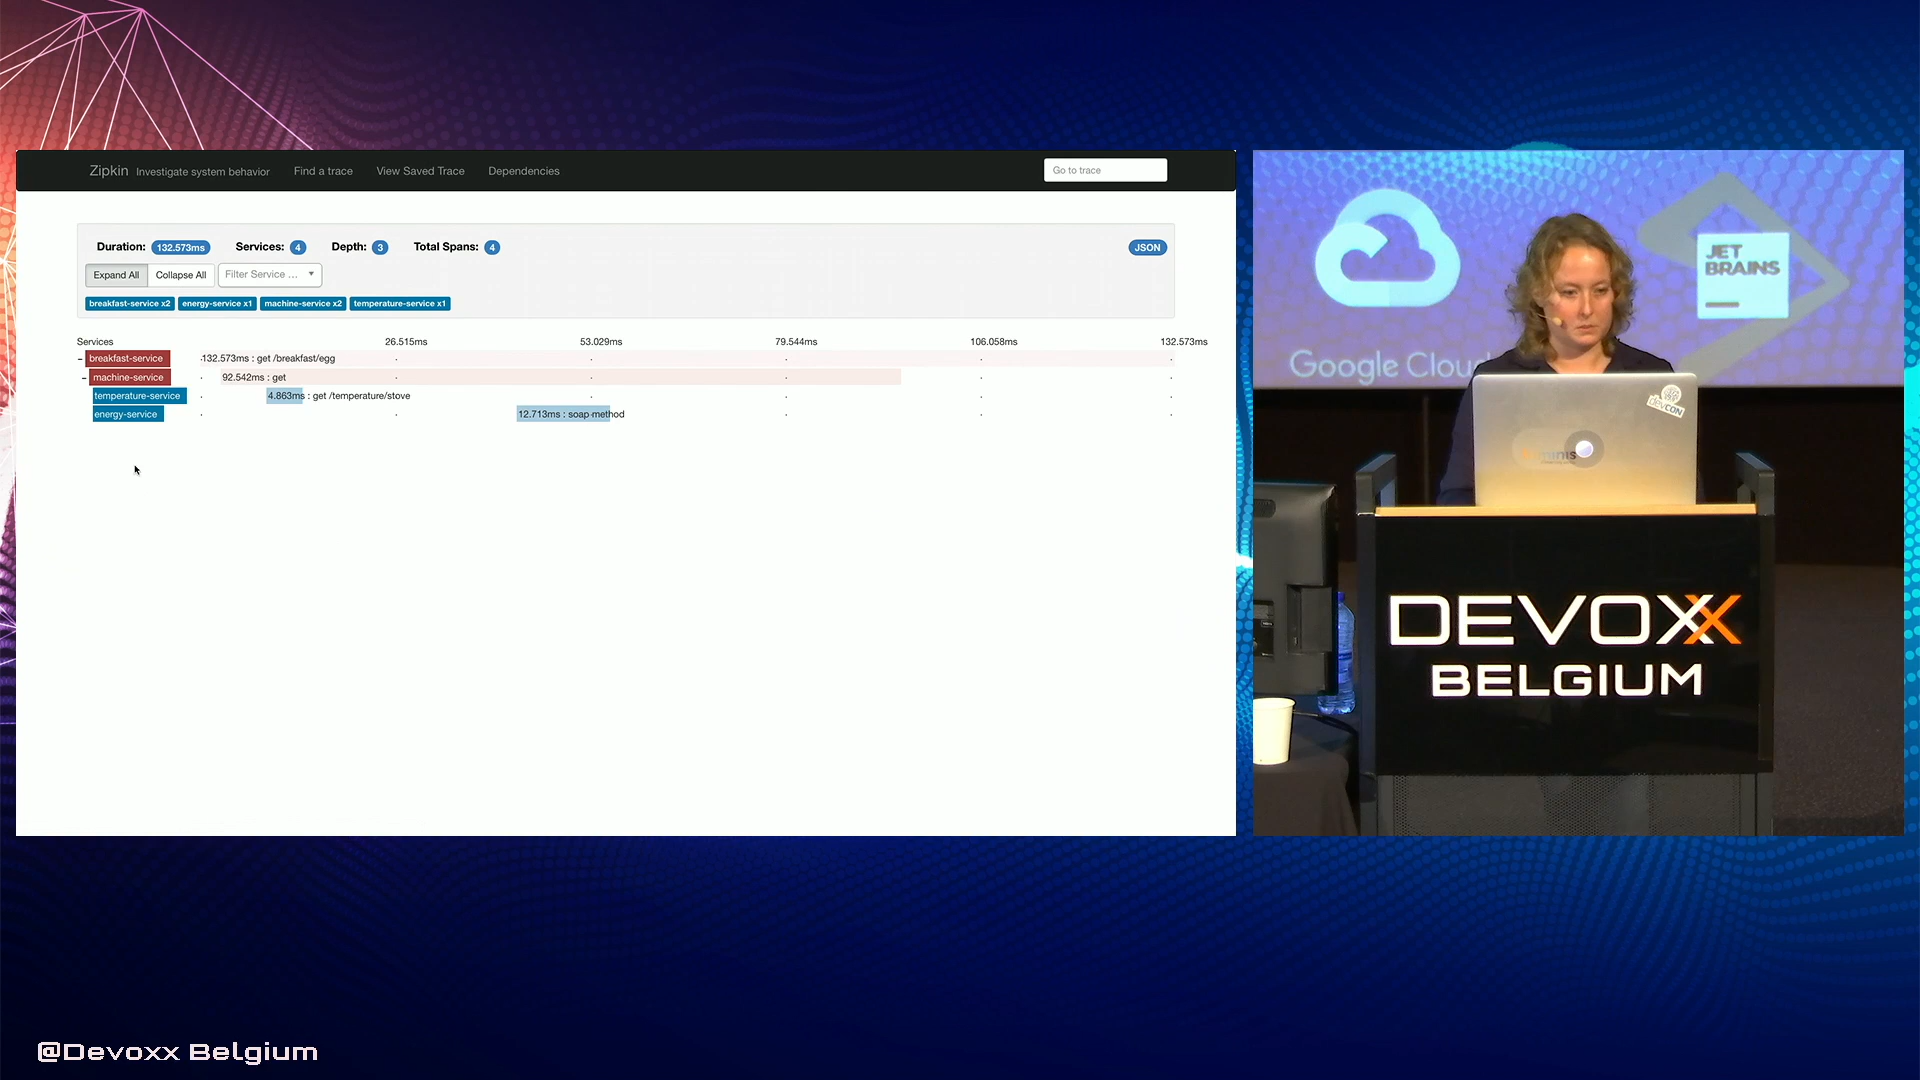 Zipkin Investigate system behavior Find a trace View Saved Trace Dependencies Go to trace
Duration: 132.573ms Services: 4 Depth: 3 Total Spans: 4 JSON
Expand All Collapse All Filter Service ...
breakfast-service x2 energy-service x1 machine-service x2 temperature-service x1
Services 26.515ms 53.029ms 79.544ms 106.058ms 132.573ms
- breakfast-service 132.573ms : get /breakfast/egg
- machine-service 92.542ms : get
temperature-service 4.863ms : get /temperature/stove
energy-service 12.713ms : soap method
JET
BRAINS
Google Clou
devcon
DEVOXX
BELGIUM
@Devoxx Belgium